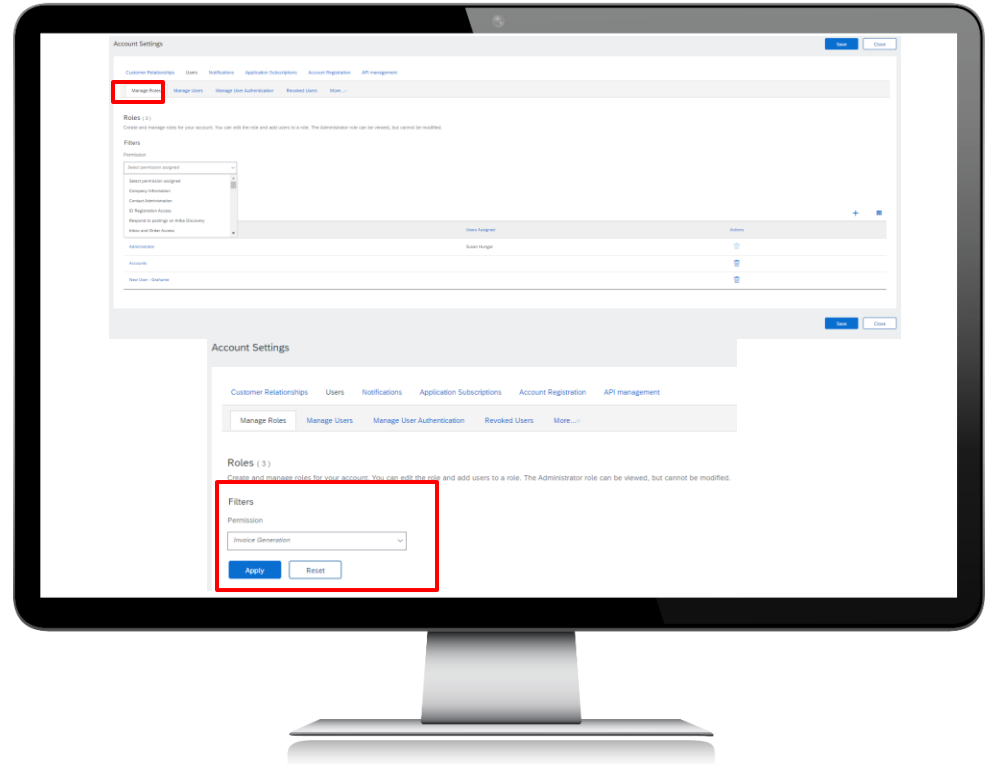 Account Settings
Save Close
Customer Relationships Users Notifications Application Subscriptions Account Registration API management
Manage Roles Manage Users Manage User Authentication Revoked Users More...
Roles (3)
Create and manage roles for your account. You can edit the role and add users to a role. The Administrator role can be viewed, but cannot be modified.
Filters
Permission
Select permission assigned
Select permission assigned
Company Information
Contact Administration
ID Registration Access
Respond to postings on Ariba Discovery
Inbox and Order Access
Users Assigned Actions
Administrator
Accounts
Save Close
Account Settings
Customer Relationships Users Notifications Application Subscriptions Account Registration API management
Manage Roles Manage Users Manage User Authentication Revoked Users More...
Roles (3)
Create and manage roles for your account. You can edit the role and add users to a role. The Administrator role can be viewed, but cannot be modified.
Filters
Permission
Invoice Generation
Apply Reset